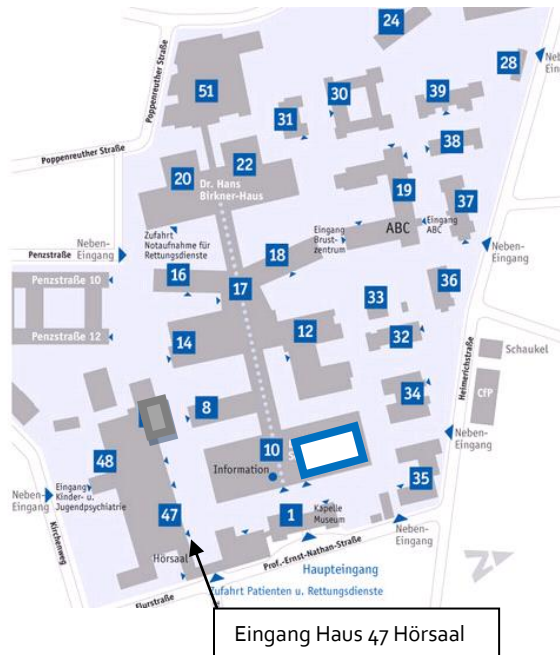 24
28
Neben-
Poppenreuther Straße
51
31
30
39
38
20
22
Dr. Hans
Birkner-Haus
19
37
Poppenreuther Straße
Zufahrt
Notaufnahme für
Rettungsdienste
Eingang
Brust-
zentrum
ABC
Eingang
ABC
Neben-
Eingang
Penzstraße
Neben-
Eingang
18
16
17
36
Penzstraße 10
33
Penzstraße 12
14
12
32
Heimerichstraße
Schaukel
CfP
34
8
10
Information
Neben-
Eingang
48
Eingang
Kinder- u.
Jugendpsychiatrie
Neben-
Eingang
35
47
1
Kapelle
Museum
Kirchenweg
Hörsaal
Prof.-Ernst-Nathan-Straße
Neben-
Eingang
Haupteingang
Flurstraße
Zufahrt Patienten u. Rettungsdienste
Eingang Haus 47 Hörsaal